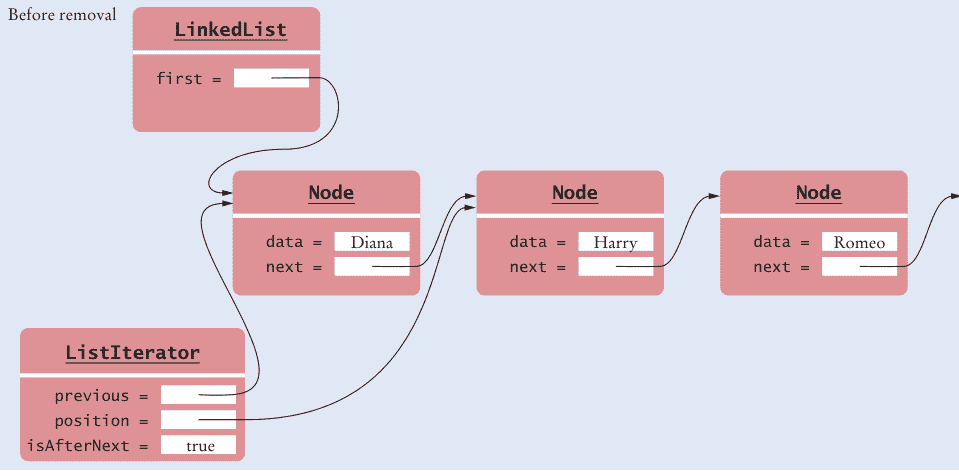 Before removal
LinkedList
first =
Node
data = Diana
next =
Node
data = Harry
next =
Node
data = Romeo
next =
ListIterator
previous =
position =
isAfterNext = true